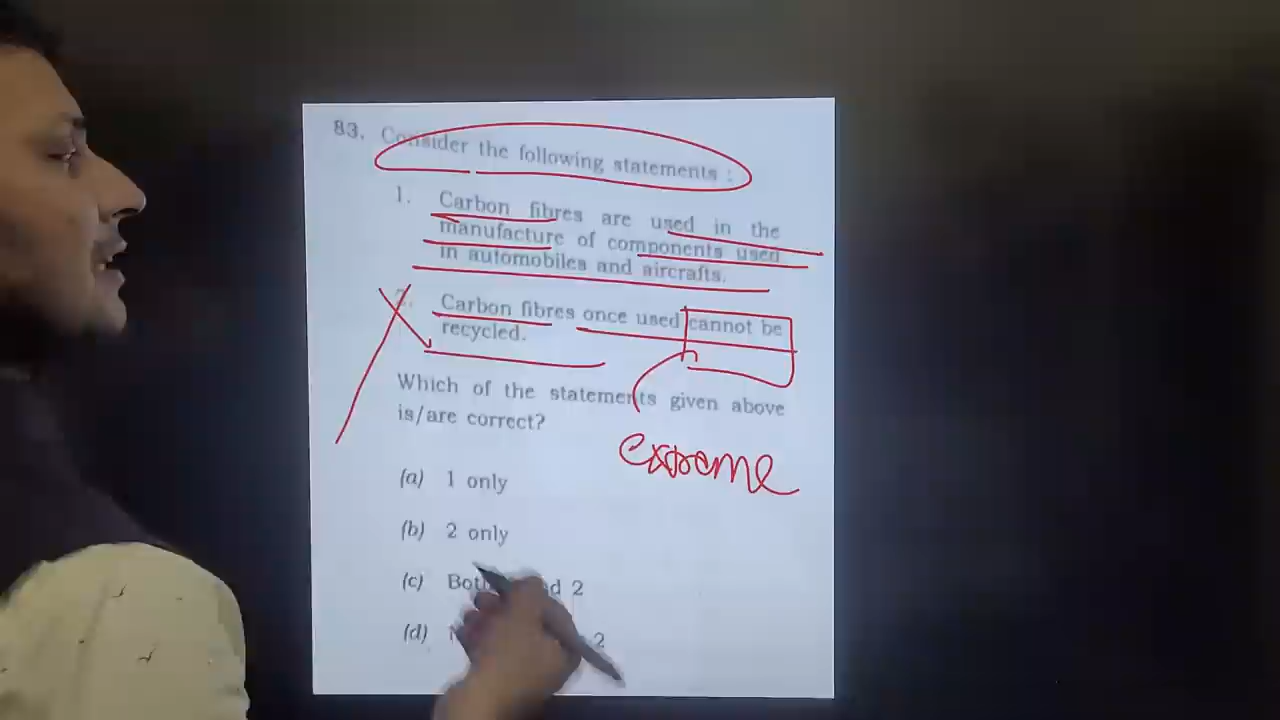 83. Consider the following statements :
1. Carbon fibres are used in the
manufacture of components used
in automobiles and aircrafts.
2. Carbon fibres once used cannot be
recycled.
Which of the statements given above
is/are correct?
extreme
(a) 1 only
(b) 2 only
(c) 2
(d) 2